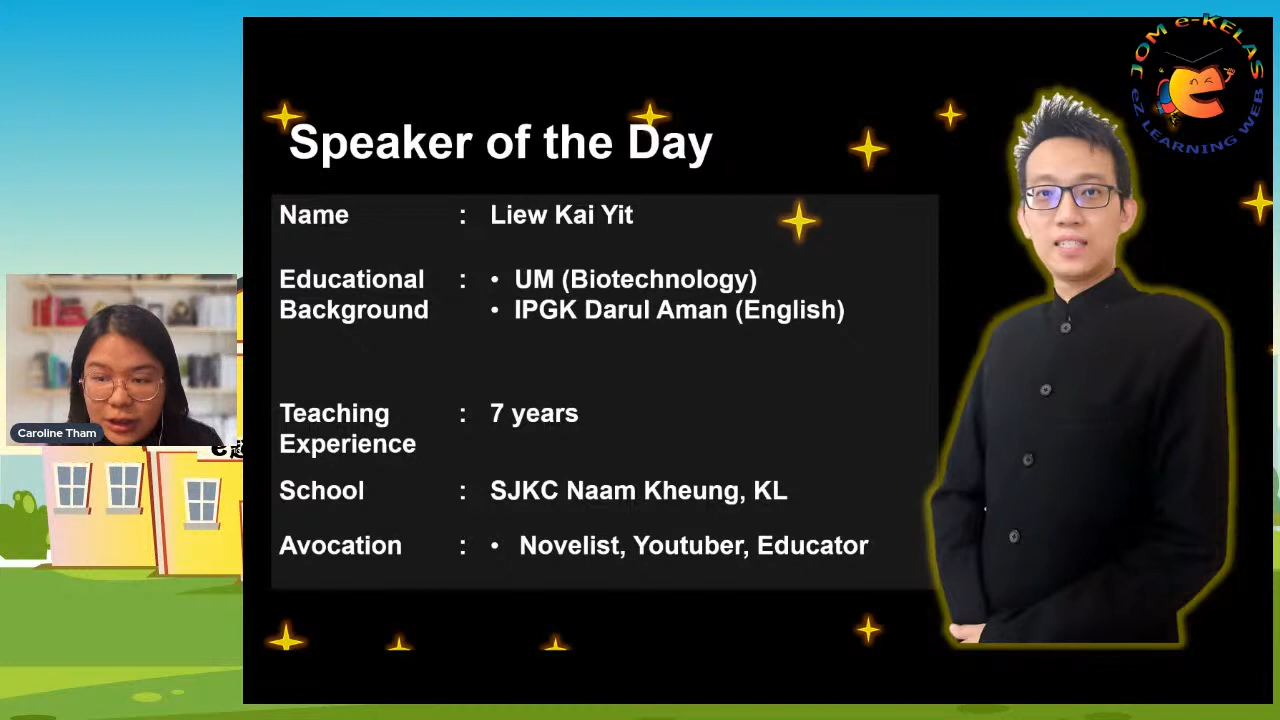 JOM e-KELAS
eZ LEARNING WEB
Speaker of the Day
Name : Liew Kai Yit
Educational : • UM (Biotechnology)
Background • IPGK Darul Aman (English)
Teaching : 7 years
Experience
School : SJKC Naam Kheung, KL
Avocation : • Novelist, Youtuber, Educator
Caroline Tham